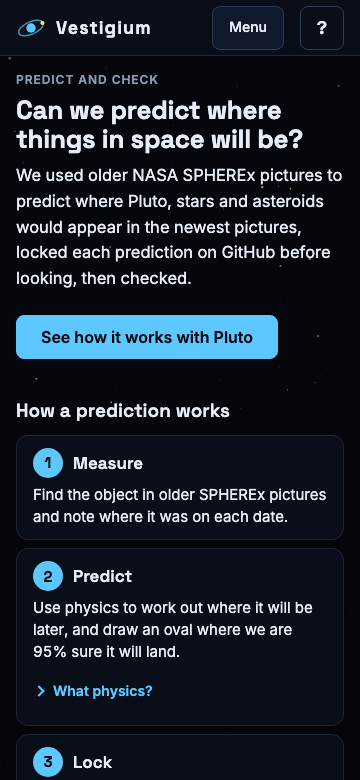 Vestigium
Menu
?
PREDICT AND CHECK
Can we predict where
things in space will be?
We used older NASA SPHEREx pictures to
predict where Pluto, stars and asteroids
would appear in the newest pictures,
locked each prediction on GitHub before
looking, then checked.
See how it works with Pluto
How a prediction works
1 Measure
Find the object in older SPHEREx pictures
and note where it was on each date.
2 Predict
Use physics to work out where it will be
later, and draw an oval where we are
95% sure it will land.
What physics?
3 Lock